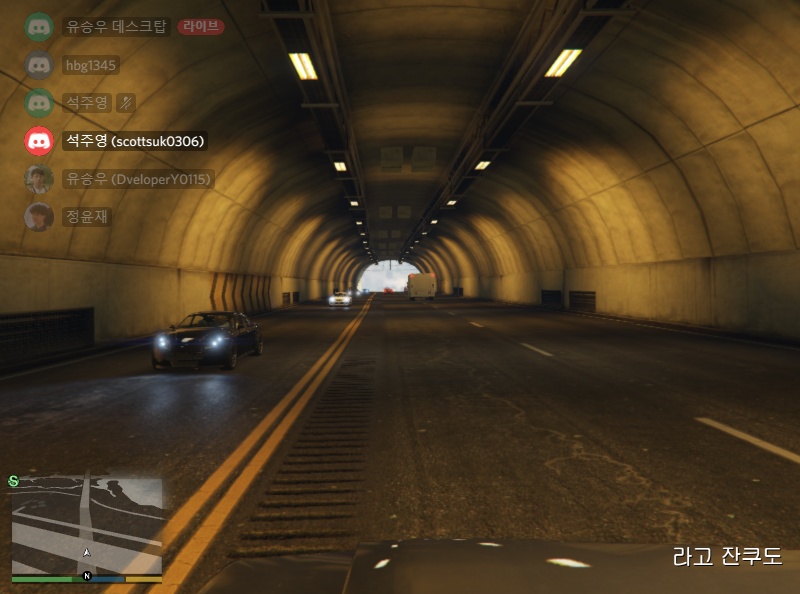 유승우 데스크탑 라이브
hbg1345
석주영
석주영 (scottsuk0306)
유승우 (DveloperY0115)
정윤재
S
N
라고 잔쿠도